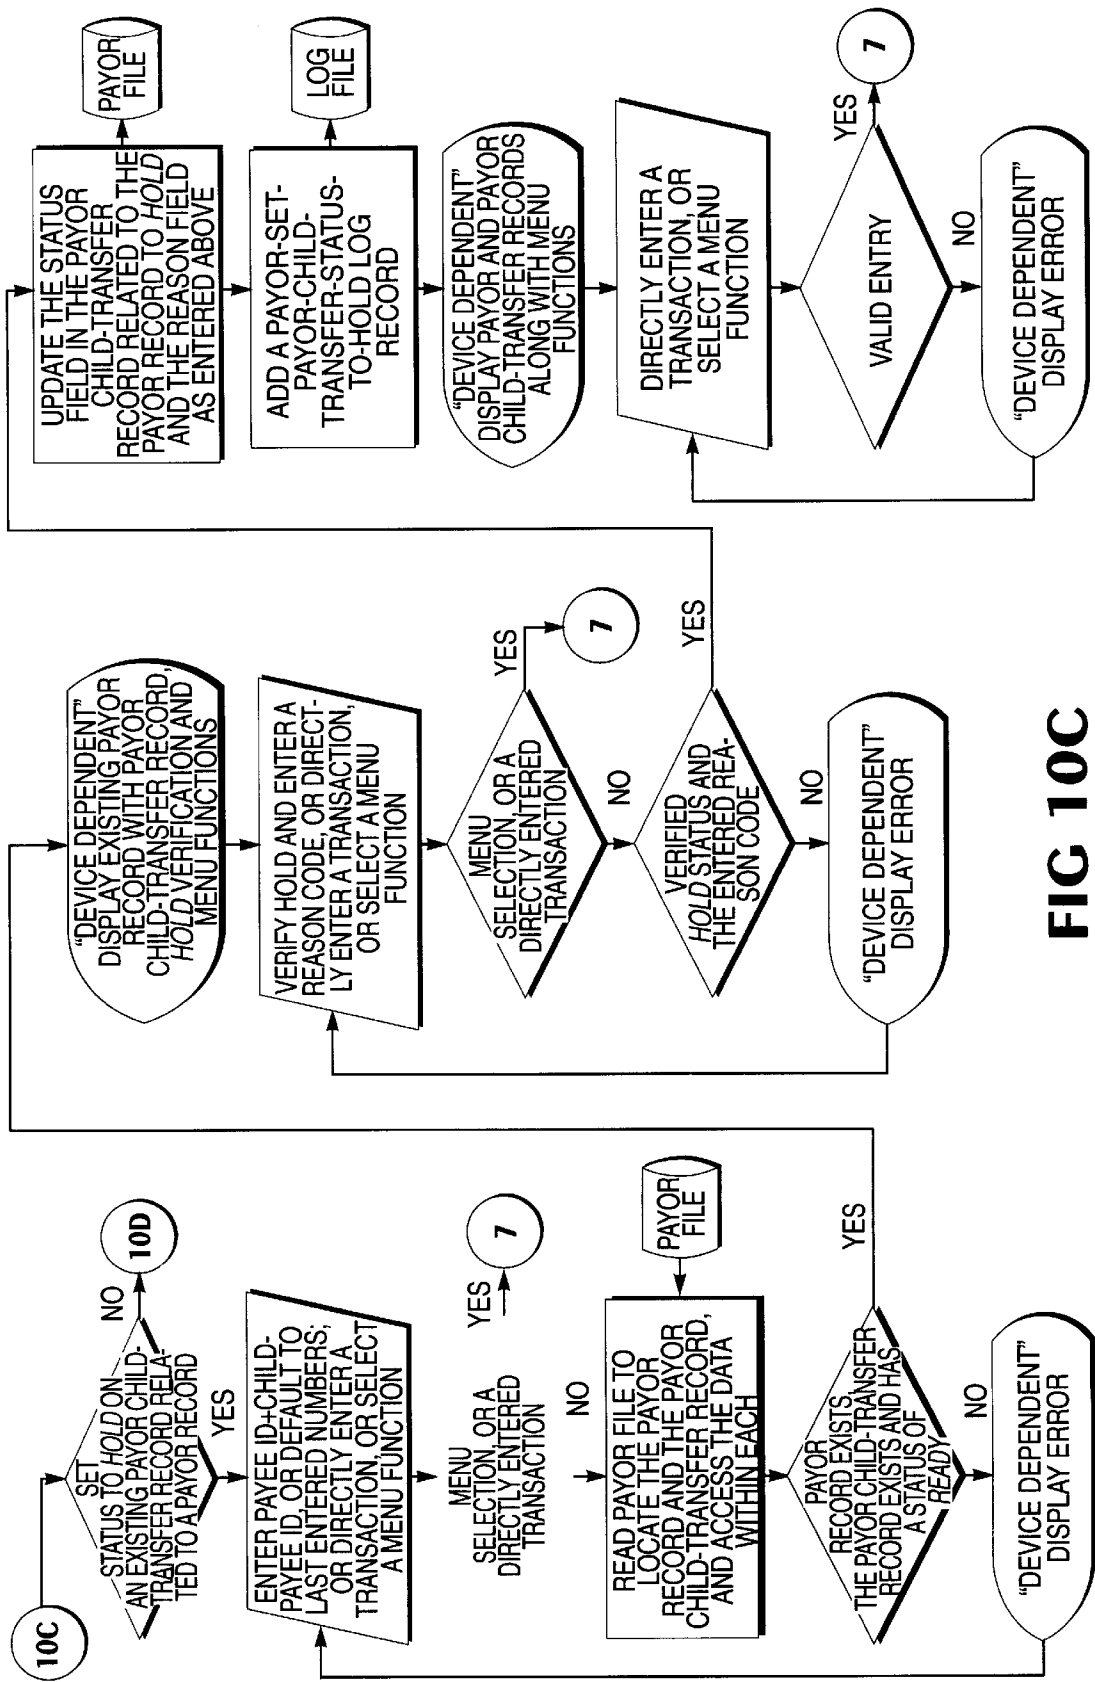 10C
SET
STATUS TO HOLD ON
AN EXISTING PAYOR CHILD-
TRANSFER RECORD RELA-
TED TO A PAYOR RECORD
NO
10D
YES
ENTER PAYEE ID+CHILD-
PAYEE ID, OR DEFAULT TO
LAST ENTERED NUMBERS;
OR DIRECTLY ENTER A
TRANSACTION, OR SELECT
A MENU FUNCTION
MENU
SELECTION, OR A
DIRECTLY ENTERED
TRANSACTION
YES
7
NO
READ PAYOR FILE TO
LOCATE THE PAYOR
RECORD AND THE PAYOR
CHILD-TRANSFER RECORD,
AND ACCESS THE DATA
WITHIN EACH
PAYOR
FILE
PAYOR
RECORD EXISTS,
THE PAYOR CHILD-TRANSFER
RECORD EXISTS AND HAS
A STATUS OF
READY
YES
NO
“DEVICE DEPENDENT”
DISPLAY ERROR
“DEVICE DEPENDENT”
DISPLAY EXISTING PAYOR
RECORD WITH PAYOR
CHILD-TRANSFER RECORD,
HOLD VERIFICATION AND
MENU FUNCTIONS
VERIFY HOLD AND ENTER A
REASON CODE, OR DIRECT-
LY ENTER A TRANSACTION,
OR SELECT A MENU
FUNCTION
MENU
SELECTION, OR A
DIRECTLY ENTERED
TRANSACTION
YES
7
NO
VERIFIED
HOLD STATUS AND
THE ENTERED REA-
SON CODE
YES
NO
“DEVICE DEPENDENT”
DISPLAY ERROR
UPDATE THE STATUS
FIELD IN THE PAYOR
CHILD-TRANSFER
RECORD RELATED TO THE
PAYOR RECORD TO HOLD
AND THE REASON FIELD
AS ENTERED ABOVE
PAYOR
FILE
ADD A PAYOR-SET-
PAYOR-CHILD-
TRANSFER-STATUS-
TO-HOLD LOG
RECORD
LOG
FILE
“DEVICE DEPENDENT”
DISPLAY PAYOR AND PAYOR
CHILD-TRANSFER RECORDS
ALONG WITH MENU
FUNCTIONS
DIRECTLY ENTER A
TRANSACTION, OR
SELECT A MENU
FUNCTION
VALID ENTRY
YES
7
NO
“DEVICE DEPENDENT”
DISPLAY ERROR
FIG 10C